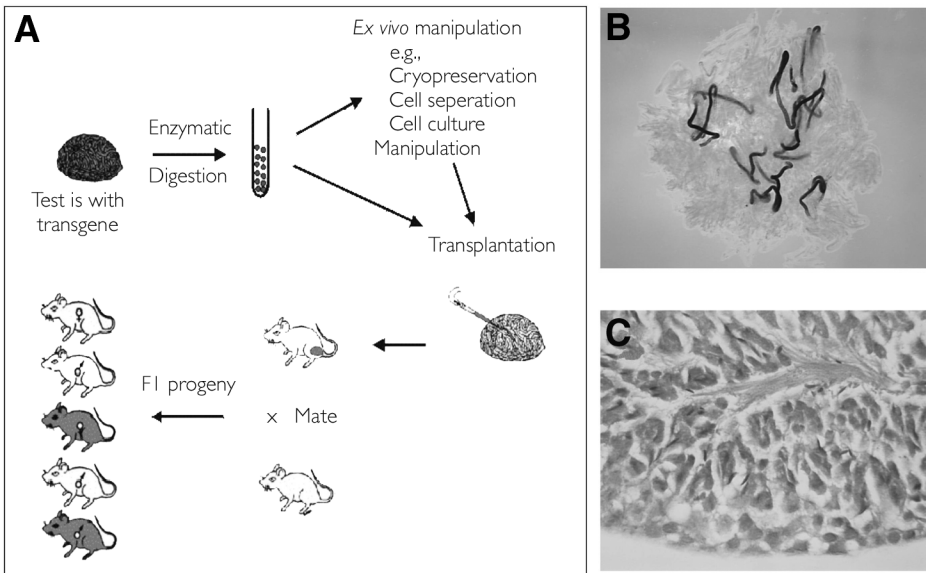 A
Ex vivo manipulation
e.g.,
Cryopreservation
Cell seperation
Cell culture
Manipulation
Enzymatic
Digestion
Test is with
transgene
Transplantation
F1 progeny
x Mate
B
C